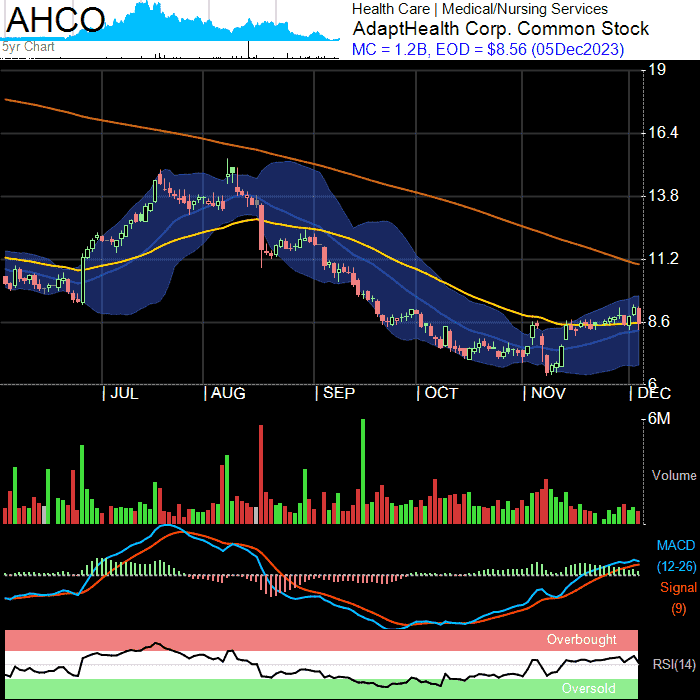 AHCO
5yr Chart
Health Care | Medical/Nursing Services
AdaptHealth Corp. Common Stock
MC = 1.2B, EOD = $8.56 (05Dec2023)
19
16.4
13.8
11.2
8.6
6
JUL AUG SEP OCT NOV DEC
6M
Volume
MACD
(12-26)
Signal
(9)
Overbought
RSI(14)
Oversold